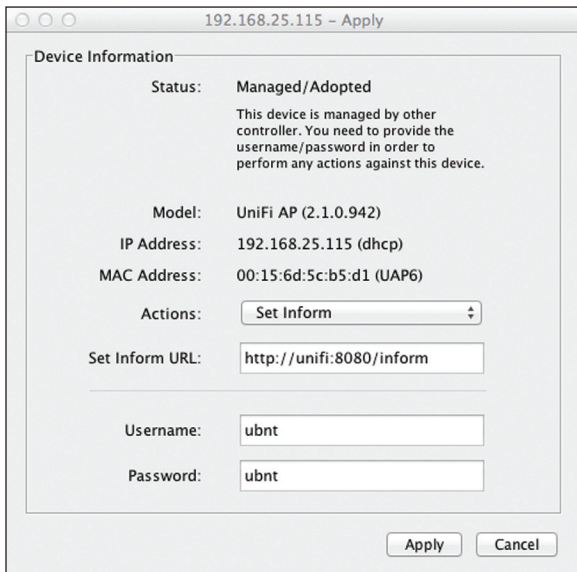 192.168.25.115 – Apply
Device Information
Status: Managed/Adopted
This device is managed by other
controller. You need to provide the
username/password in order to
perform any actions against this device.
Model: UniFi AP (2.1.0.942)
IP Address: 192.168.25.115 (dhcp)
MAC Address: 00:15:6d:5c:b5:d1 (UAP6)
Actions: Set Inform
Set Inform URL: http://unifi:8080/inform
Username: ubnt
Password: ubnt
Apply Cancel